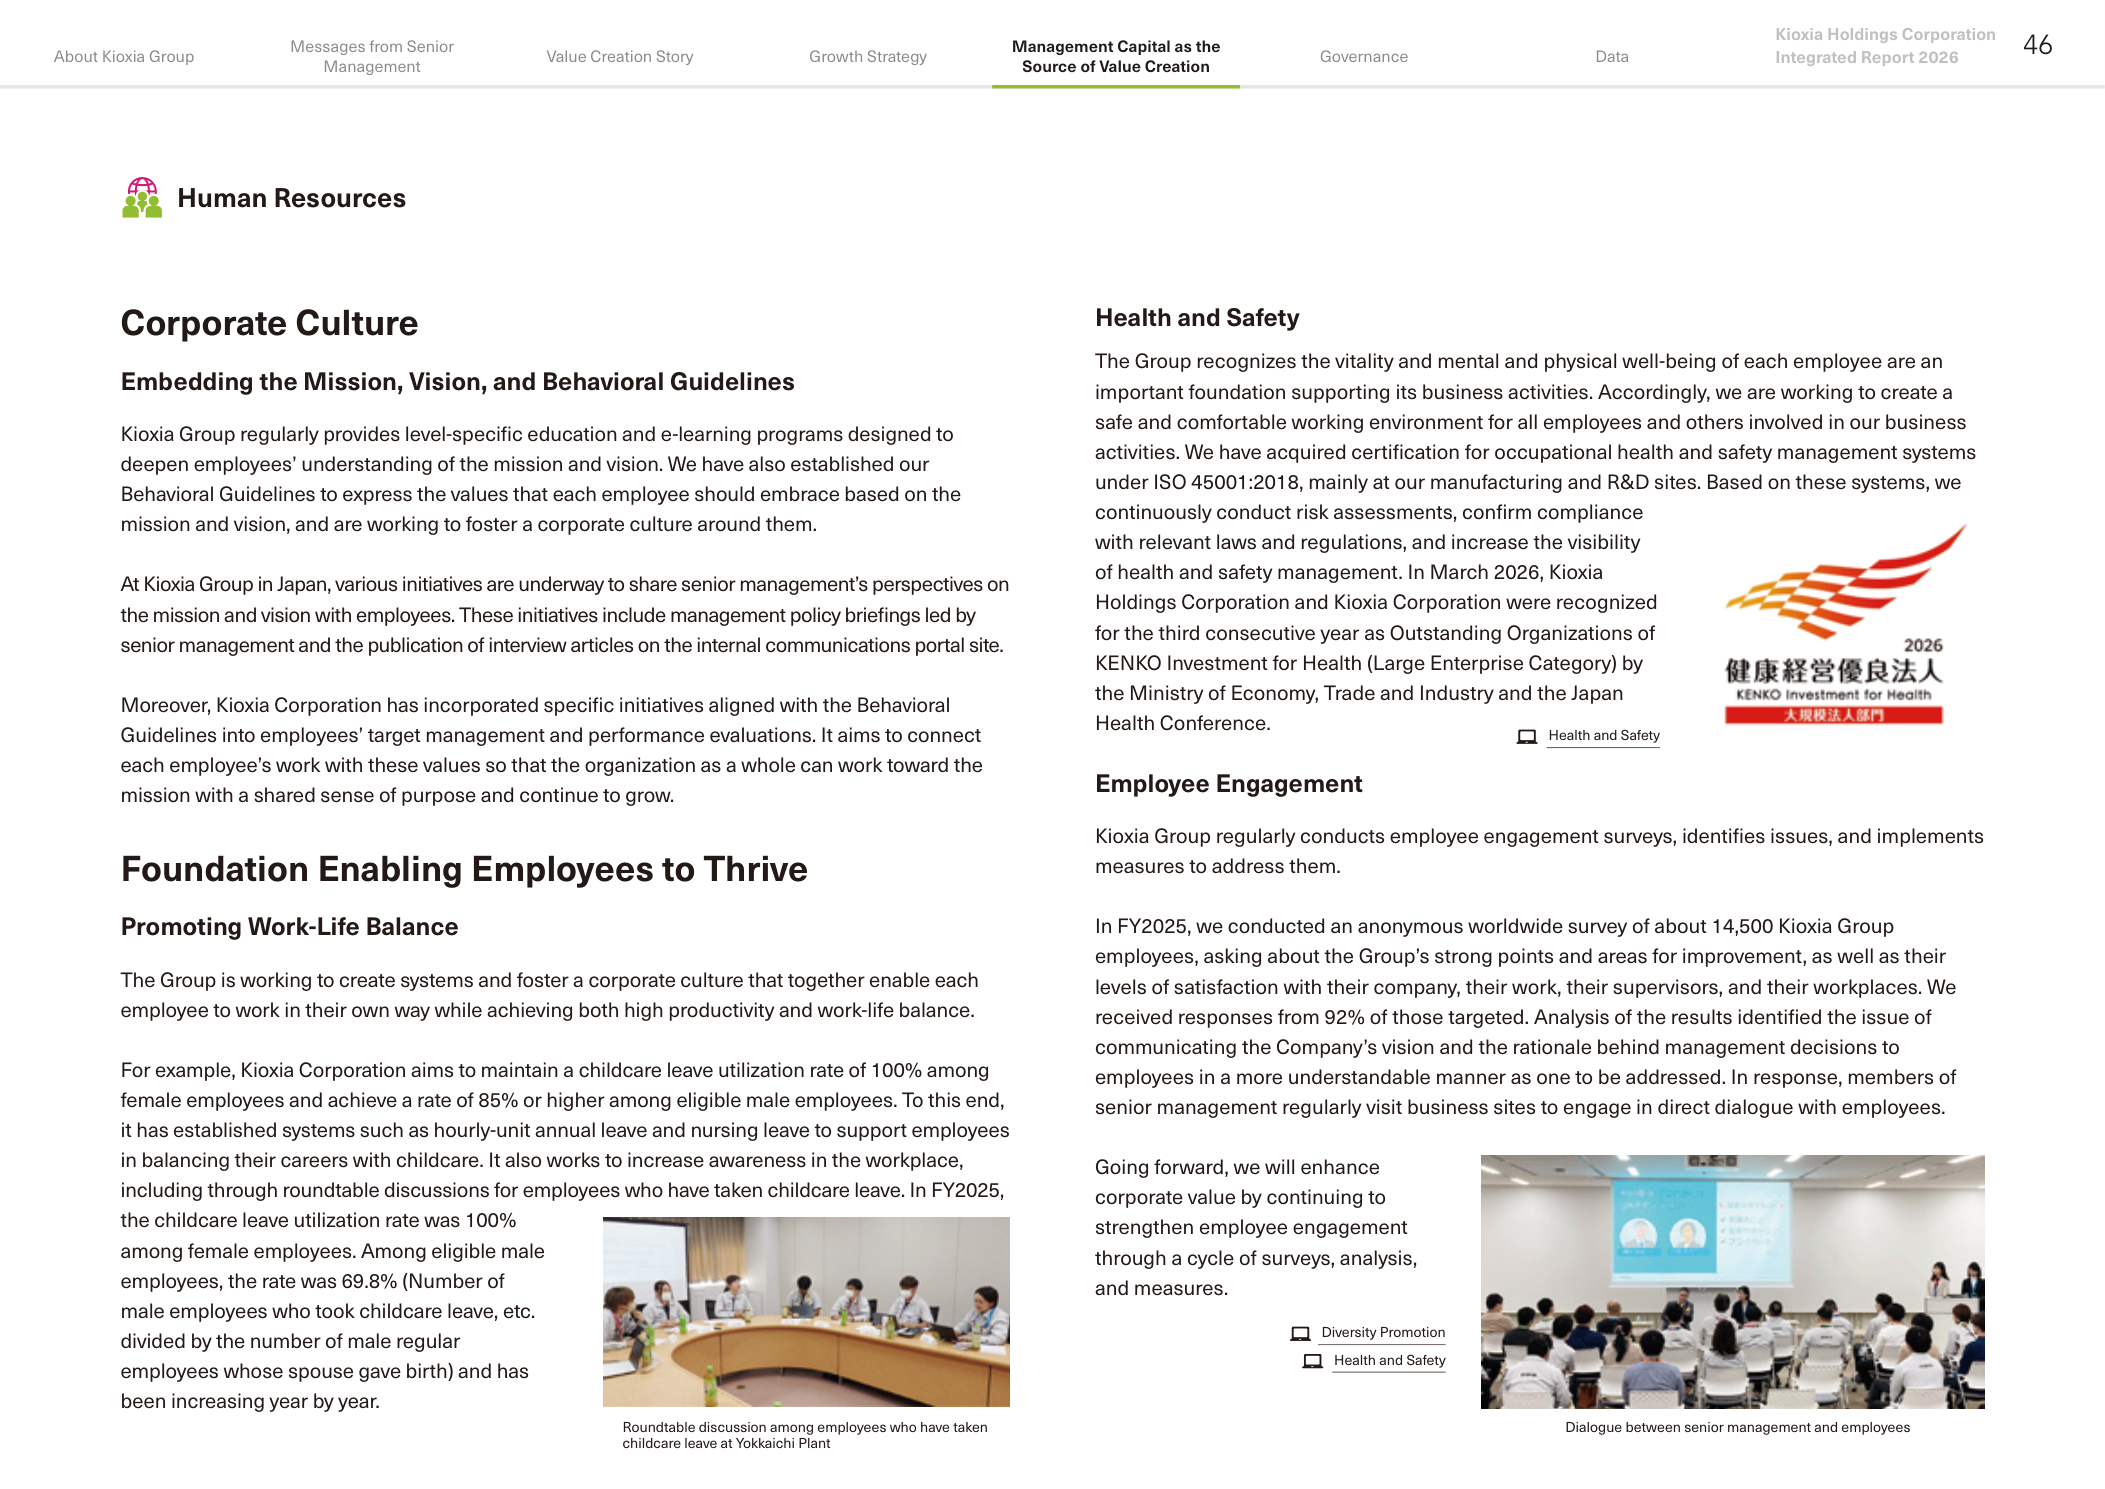 About Kioxia Group
Messages from Senior
Management
Value Creation Story
Growth Strategy
Management Capital as the
Source of Value Creation
Governance
Data
Kioxia Holdings Corporation
Integrated Report 2026
46
Human Resources
Corporate Culture
Embedding the Mission, Vision, and Behavioral Guidelines
Kioxia Group regularly provides level-specific education and e-learning programs designed to
deepen employees’ understanding of the mission and vision. We have also established our
Behavioral Guidelines to express the values that each employee should embrace based on the
mission and vision, and are working to foster a corporate culture around them.
At Kioxia Group in Japan, various initiatives are underway to share senior management’s perspectives on
the mission and vision with employees. These initiatives include management policy briefings led by
senior management and the publication of interview articles on the internal communications portal site.
Moreover, Kioxia Corporation has incorporated specific initiatives aligned with the Behavioral
Guidelines into employees’ target management and performance evaluations. It aims to connect
each employee’s work with these values so that the organization as a whole can work toward the
mission with a shared sense of purpose and continue to grow.
Foundation Enabling Employees to Thrive
Promoting Work-Life Balance
The Group is working to create systems and foster a corporate culture that together enable each
employee to work in their own way while achieving both high productivity and work-life balance.
For example, Kioxia Corporation aims to maintain a childcare leave utilization rate of 100% among
female employees and achieve a rate of 85% or higher among eligible male employees. To this end,
it has established systems such as hourly-unit annual leave and nursing leave to support employees
in balancing their careers with childcare. It also works to increase awareness in the workplace,
including through roundtable discussions for employees who have taken childcare leave. In FY2025,
the childcare leave utilization rate was 100%
among female employees. Among eligible male
employees, the rate was 69.8% (Number of
male employees who took childcare leave, etc.
divided by the number of male regular
employees whose spouse gave birth) and has
been increasing year by year.
Roundtable discussion among employees who have taken
childcare leave at Yokkaichi Plant
Health and Safety
The Group recognizes the vitality and mental and physical well-being of each employee are an
important foundation supporting its business activities. Accordingly, we are working to create a
safe and comfortable working environment for all employees and others involved in our business
activities. We have acquired certification for occupational health and safety management systems
under ISO 45001:2018, mainly at our manufacturing and R&D sites. Based on these systems, we
continuously conduct risk assessments, confirm compliance
with relevant laws and regulations, and increase the visibility
of health and safety management. In March 2026, Kioxia
Holdings Corporation and Kioxia Corporation were recognized
for the third consecutive year as Outstanding Organizations of
KENKO Investment for Health (Large Enterprise Category) by
the Ministry of Economy, Trade and Industry and the Japan
Health Conference.
Health and Safety
2026
健康経営優良法人
KENKO Investment for Health
大規模法人部門
Employee Engagement
Kioxia Group regularly conducts employee engagement surveys, identifies issues, and implements
measures to address them.
In FY2025, we conducted an anonymous worldwide survey of about 14,500 Kioxia Group
employees, asking about the Group’s strong points and areas for improvement, as well as their
levels of satisfaction with their company, their work, their supervisors, and their workplaces. We
received responses from 92% of those targeted. Analysis of the results identified the issue of
communicating the Company’s vision and the rationale behind management decisions to
employees in a more understandable manner as one to be addressed. In response, members of
senior management regularly visit business sites to engage in direct dialogue with employees.
Going forward, we will enhance
corporate value by continuing to
strengthen employee engagement
through a cycle of surveys, analysis,
and measures.
Diversity Promotion
Health and Safety
Dialogue between senior management and employees